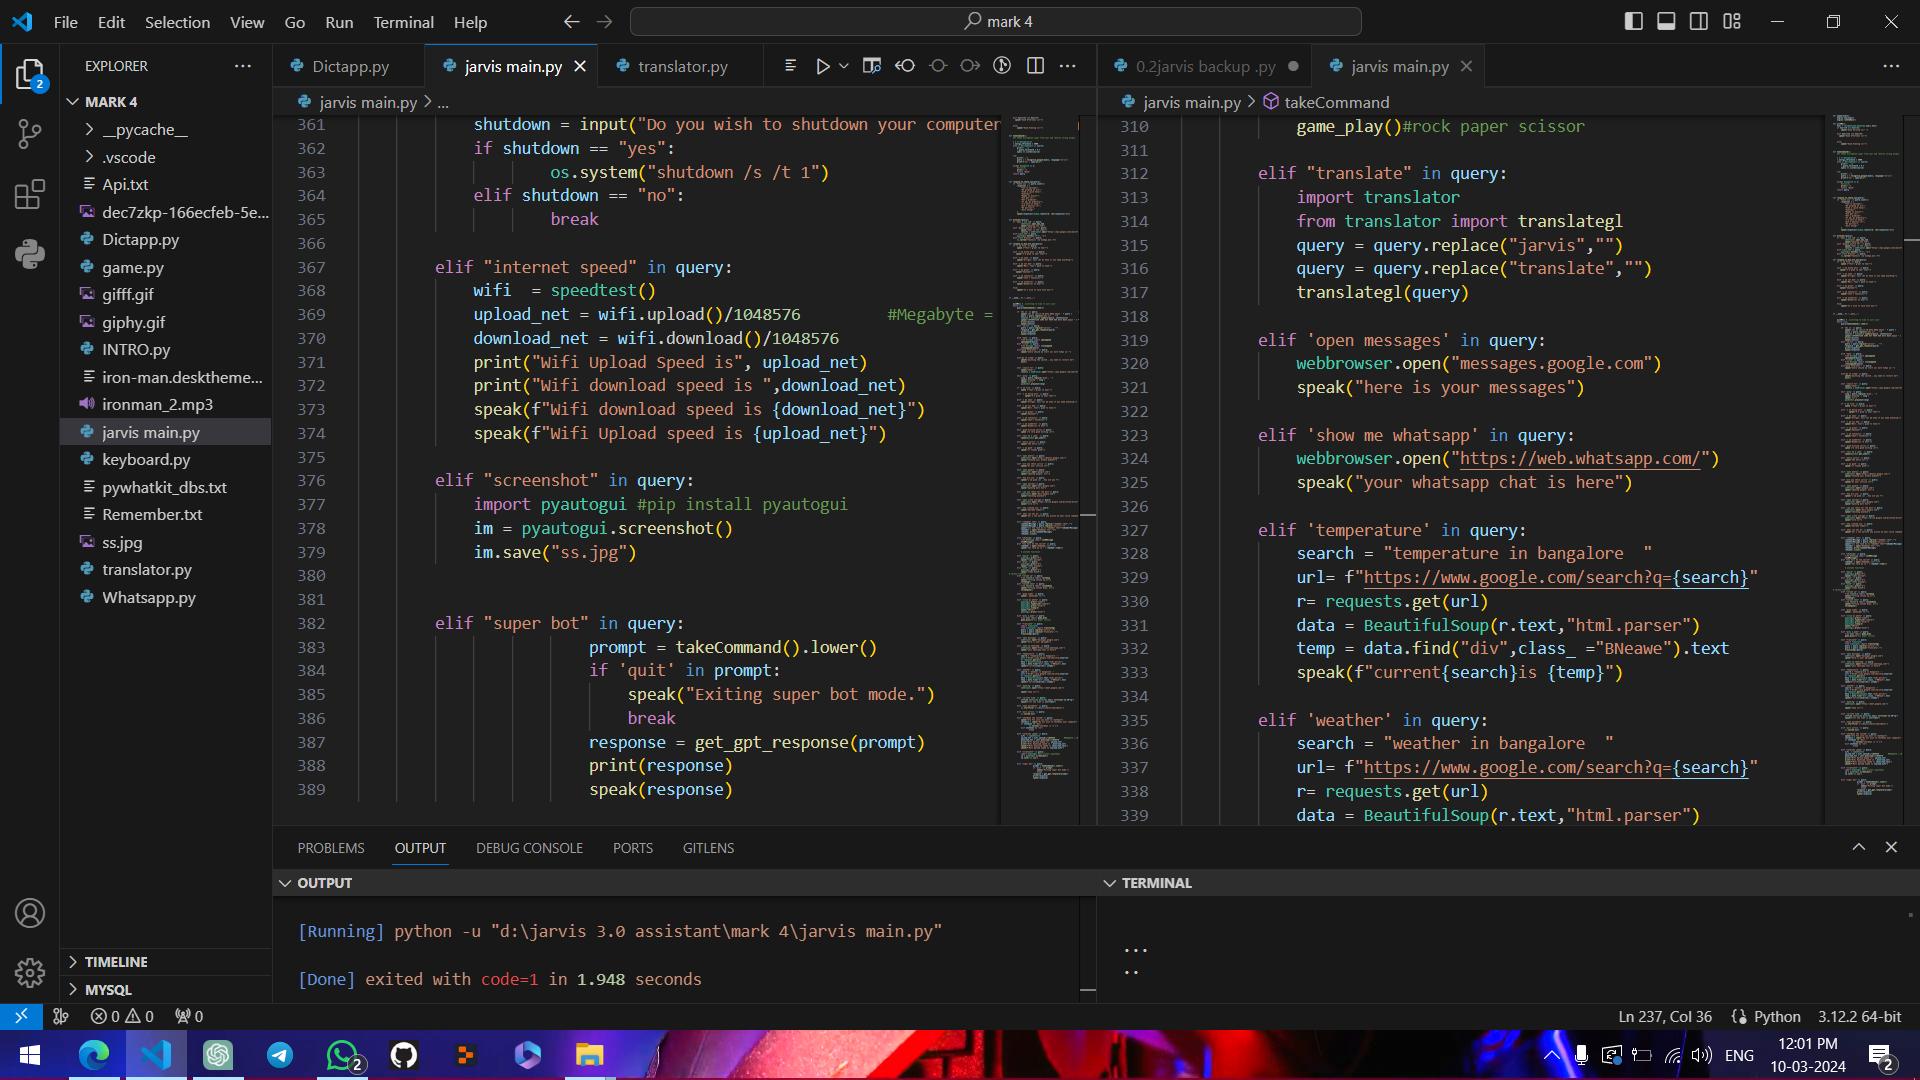 File Edit Selection View Go Run Terminal Help
mark 4
EXPLORER
MARK 4
__pycache__
.vscode
Api.txt
dec7zkp-166ecfeb-5e...
Dictapp.py
game.py
gifff.gif
giphy.gif
INTRO.py
iron-man.desktheme...
ironman_2.mp3
jarvis main.py
keyboard.py
pywhatkit_dbs.txt
Remember.txt
ss.jpg
translator.py
Whatsapp.py
TIMELINE
MYSQL
2
Dictapp.py jarvis main.py translator.py
jarvis main.py > ...
361 shutdown = input("Do you wish to shutdown your computer
362 if shutdown == "yes":
363 os.system("shutdown /s /t 1")
364 elif shutdown == "no":
365 break
366
367 elif "internet speed" in query:
368 wifi  = speedtest()
369 upload_net = wifi.upload()/1048576         #Megabyte =
370 download_net = wifi.download()/1048576
371 print("Wifi Upload Speed is", upload_net)
372 print("Wifi download speed is ",download_net)
373 speak(f"Wifi download speed is {download_net}")
374 speak(f"Wifi Upload speed is {upload_net}")
375
376 elif "screenshot" in query:
377 import pyautogui #pip install pyautogui
378 im = pyautogui.screenshot()
379 im.save("ss.jpg")
380
381
382 elif "super bot" in query:
383 prompt = takeCommand().lower()
384 if 'quit' in prompt:
385 speak("Exiting super bot mode.")
386 break
387 response = get_gpt_response(prompt)
388 print(response)
389 speak(response)
0.2jarvis backup .py jarvis main.py
jarvis main.py > takeCommand
310 game_play()#rock paper scissor
311
312 elif "translate" in query:
313 import translator
314 from translator import translategl
315 query = query.replace("jarvis","")
316 query = query.replace("translate","")
317 translategl(query)
318
319 elif 'open messages' in query:
320 webbrowser.open("messages.google.com")
321 speak("here is your messages")
322
323 elif 'show me whatsapp' in query:
324 webbrowser.open("https://web.whatsapp.com/")
325 speak("your whatsapp chat is here")
326
327 elif 'temperature' in query:
328 search = "temperature in bangalore  "
329 url= f"https://www.google.com/search?q={search}"
330 r= requests.get(url)
331 data = BeautifulSoup(r.text,"html.parser")
332 temp = data.find("div",class_ ="BNeawe").text
333 speak(f"current{search}is {temp}")
334
335 elif 'weather' in query:
336 search = "weather in bangalore  "
337 url= f"https://www.google.com/search?q={search}"
338 r= requests.get(url)
339 data = BeautifulSoup(r.text,"html.parser")
PROBLEMS OUTPUT DEBUG CONSOLE PORTS GITLENS
OUTPUT
[Running] python -u "d:\jarvis 3.0 assistant\mark 4\jarvis main.py"
[Done] exited with code=1 in 1.948 seconds
TERMINAL
...
..
0 0 0
Ln 237, Col 36 Python 3.12.2 64-bit
2
ENG
12:01 PM
10-03-2024
2